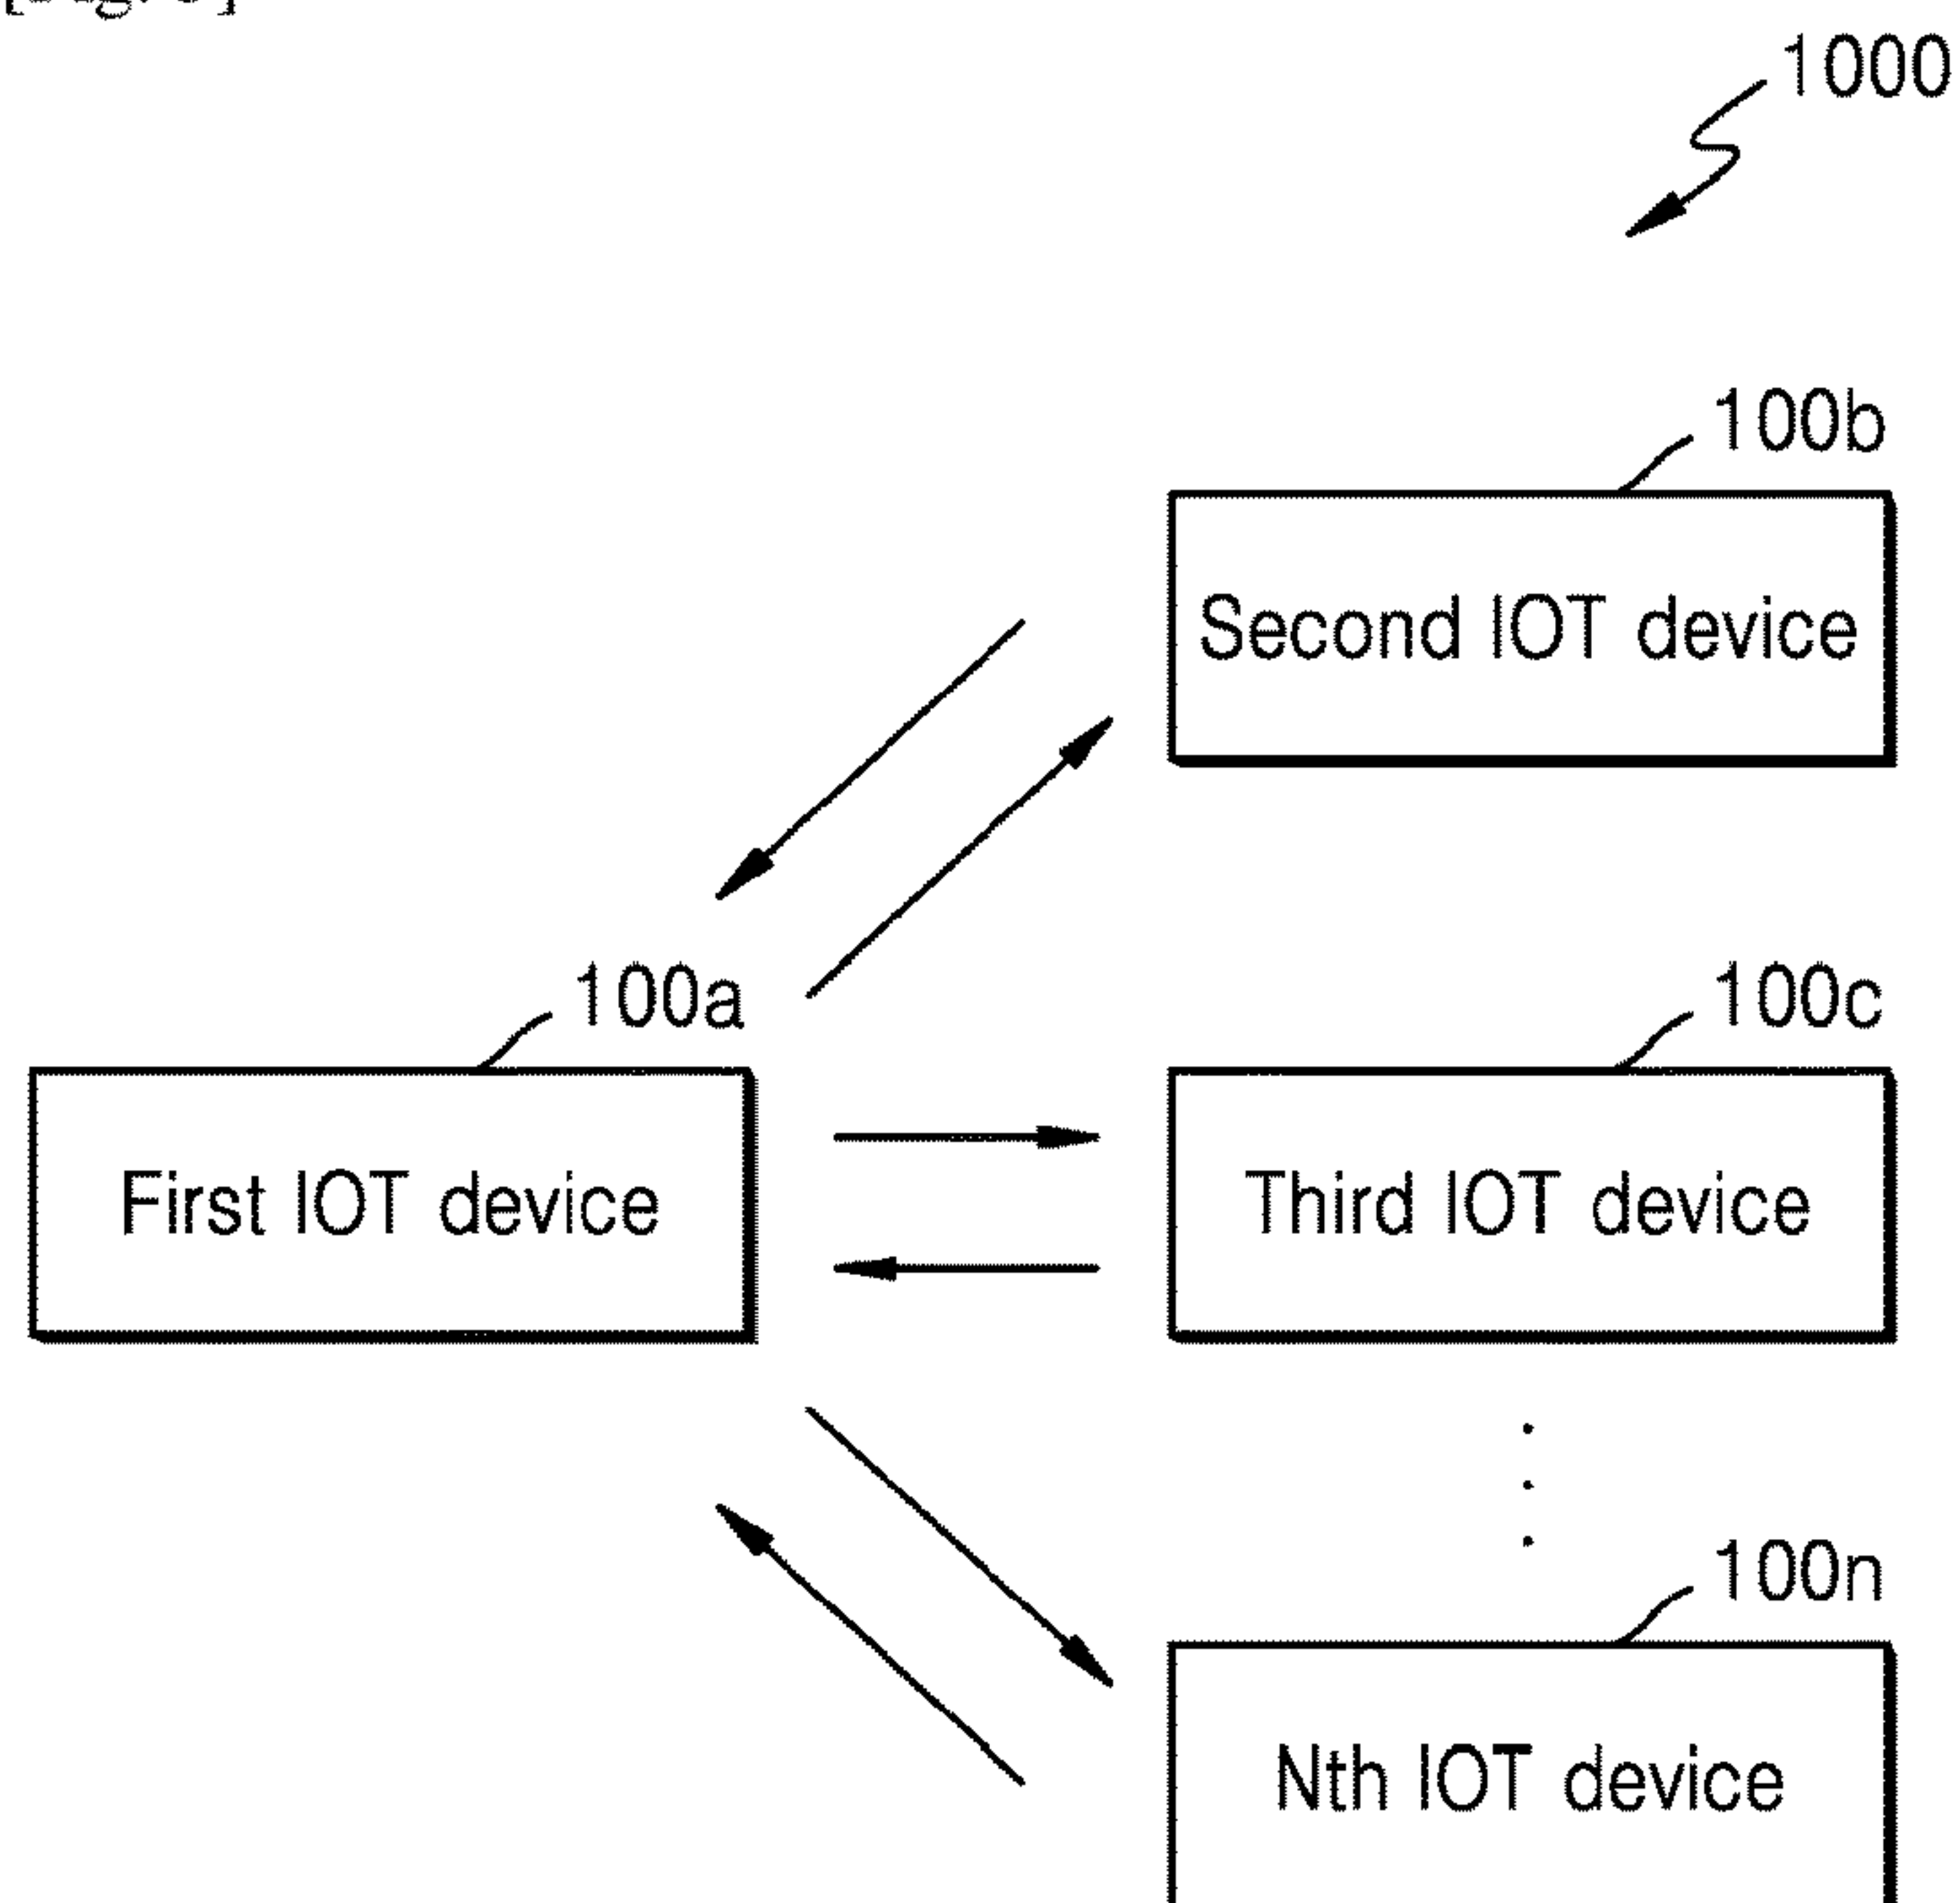 1000
100b
Second IOT device
100a
100c
First IOT device
Third IOT device
100n
Nth IOT device